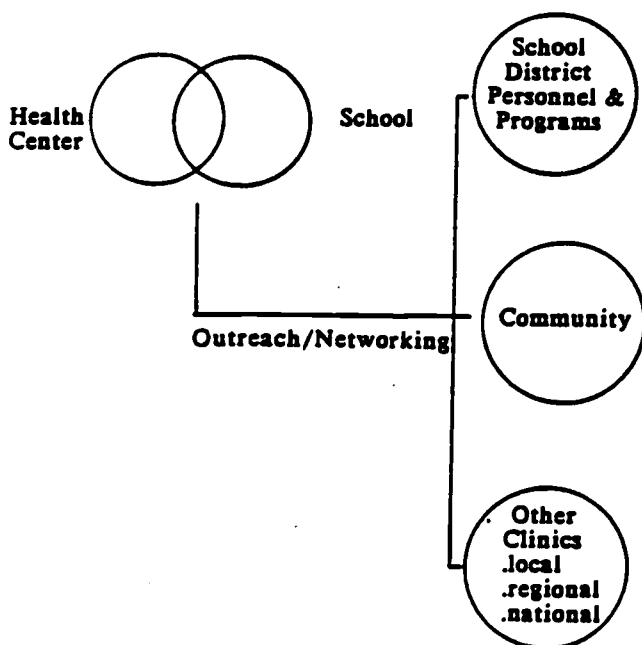 Health
Center
School
School
District
Personnel &
Programs
Outreach/Networking
Community
Other
Clinics
.local
.regional
.national